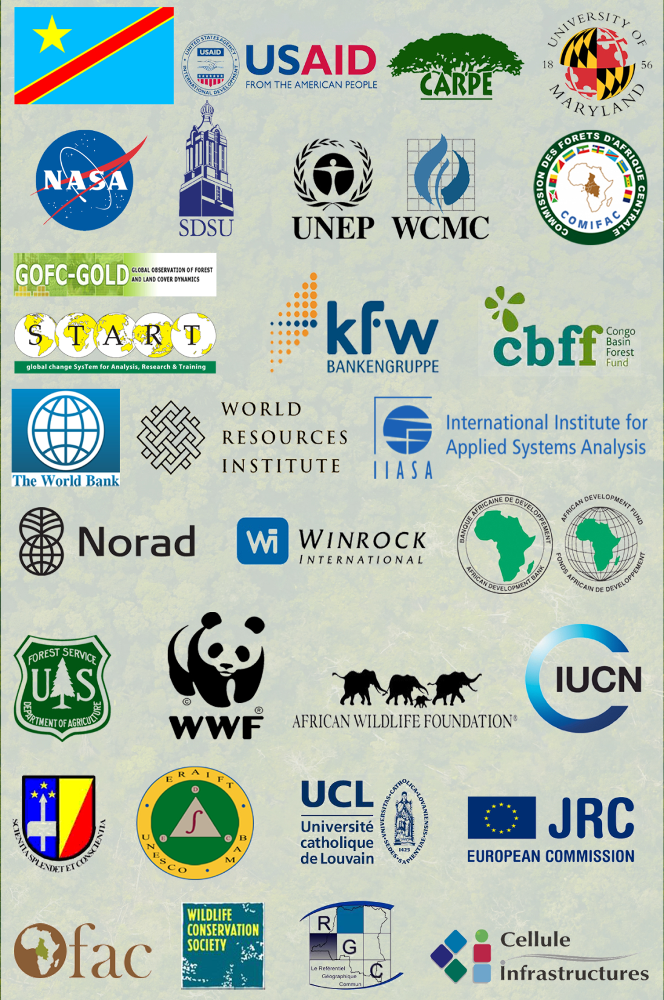 UNITED STATES AGENCY
USAID
INTERNATIONAL DEVELOPMENT
USAID
FROM THE AMERICAN PEOPLE
CARPE
UNIVERSITY OF
18 56
MARYLAND
NASA
SDSU
UNEP
WCMC
COMMISSION DES FORETS D'AFRIQUE CENTRALE
COMIFAC
GOFC-GOLD
GLOBAL OBSERVATION OF FOREST
AND LAND COVER DYNAMICS
START
global change SysTem for Analysis, Research & Training
kfw
BANKENGRUPPE
cbff
Congo
Basin
Forest
Fund
The World Bank
WORLD
RESOURCES
INSTITUTE
IIASA
International Institute for
Applied Systems Analysis
Norad
Wi
WINROCK
INTERNATIONAL
BANQUE AFRICAINE DE DEVELOPPEMENT
AFRICAN DEVELOPMENT BANK
AFRICAN DEVELOPMENT FUND
FONDS AFRICAIN DE DEVELOPPEMENT
FOREST SERVICE
US
DEPARTMENT OF AGRICULTURE
©
®
WWF
AFRICAN WILDLIFE FOUNDATION®
IUCN
SCIENTIA SPLENDET ET CONSCIENTIA
ERAIFT
D
E C
UNESCO
MAB
UCL
Université
catholique
de Louvain
UNIVERSITAS•CATHOLICA•LOVANIENSIS•
SEDES•SAPIENTIAE•
1425
JRC
EUROPEAN COMMISSION
Ofac
WILDLIFE
CONSERVATION
SOCIETY
R
G
C
Le Referéntiel
Géographique
Commun
Cellule
infrastructures